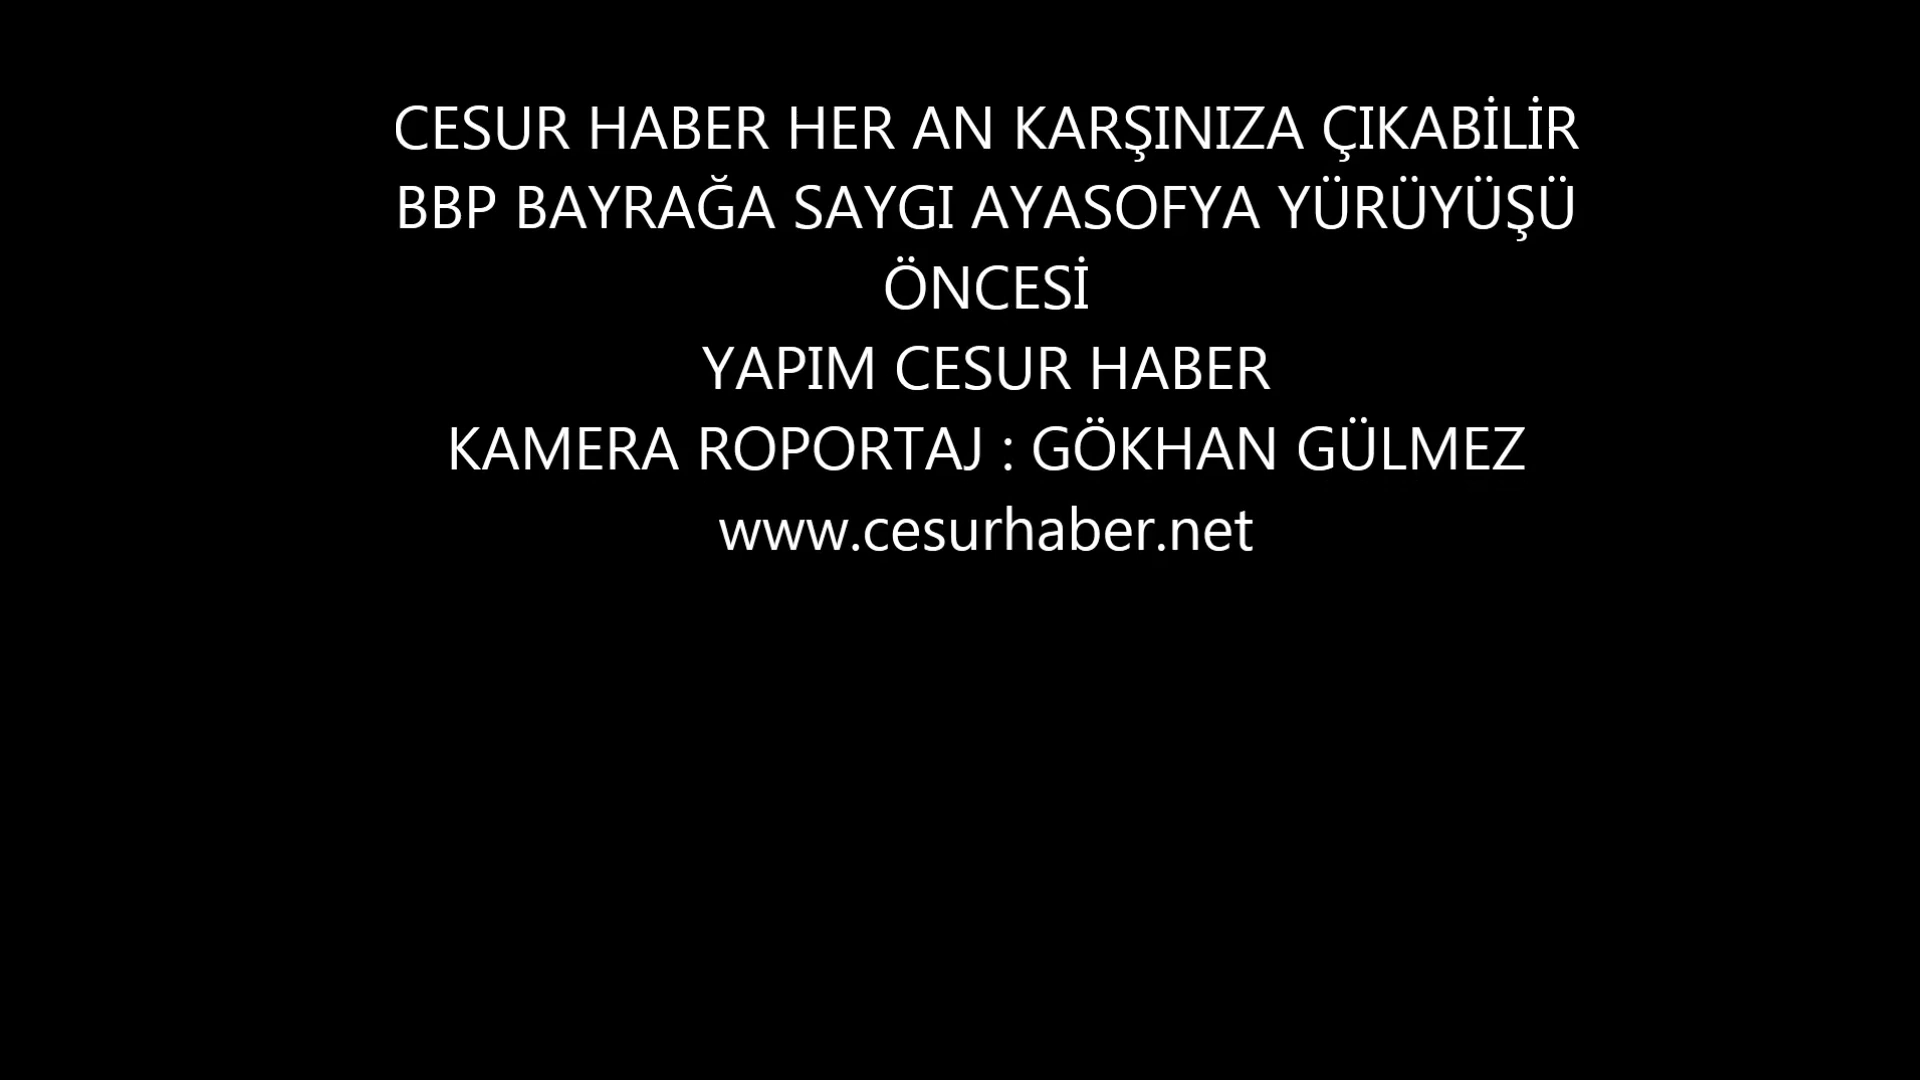 CESUR HABER HER AN KARŞINIZA ÇIKABİLİR
BBP BAYRAĞA SAYGI AYASOFYA YÜRÜYÜŞÜ
ÖNCESİ
YAPIM CESUR HABER
KAMERA ROPORTAJ : GÖKHAN GÜLMEZ
www.cesurhaber.net